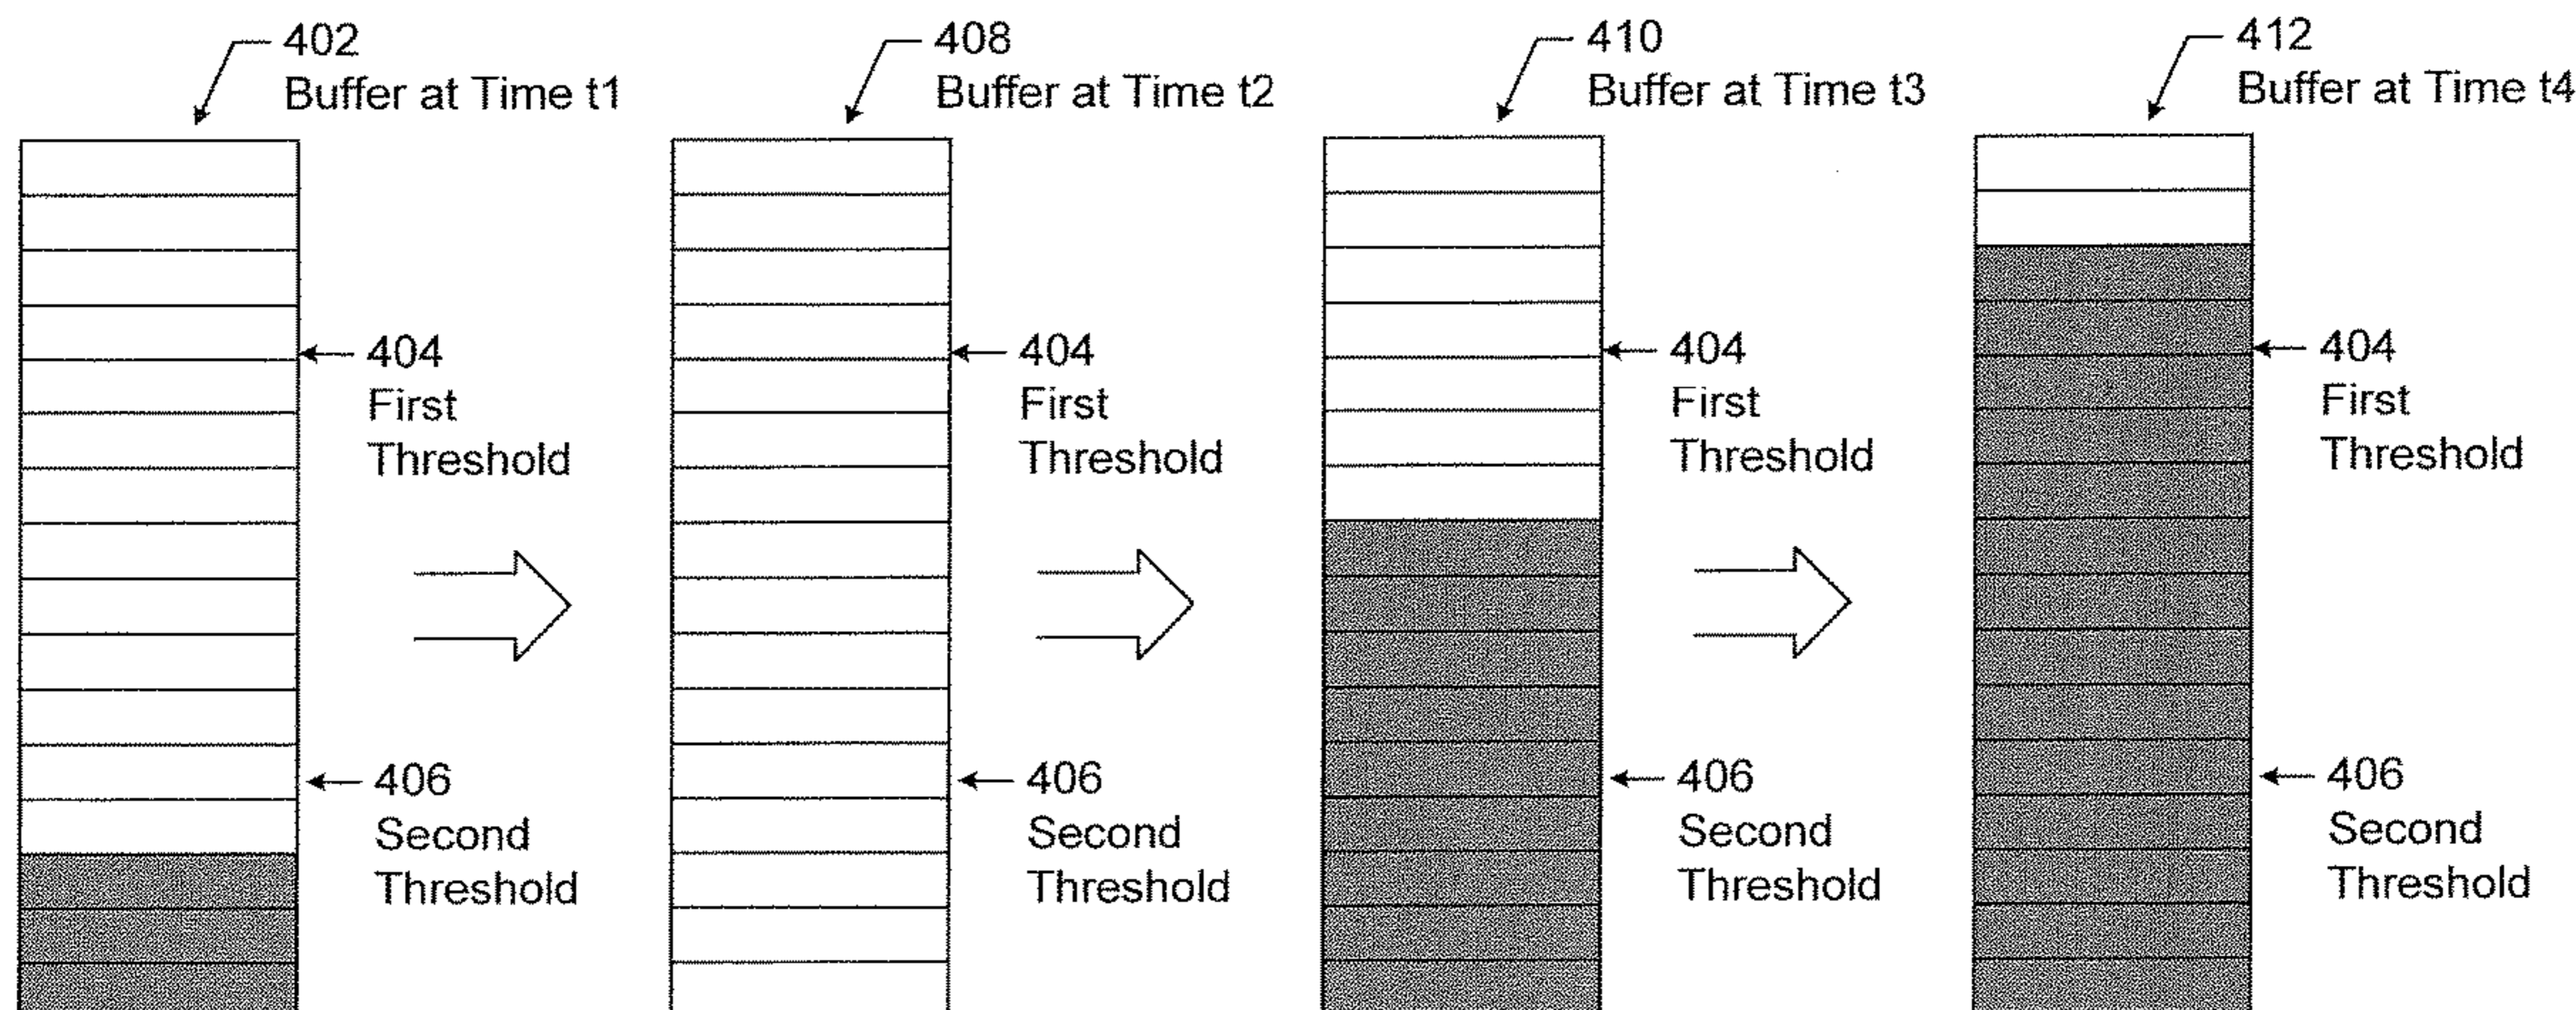 402
Buffer at Time t1
408
Buffer at Time t2
410
Buffer at Time t3
412
Buffer at Time t4
404
First
Threshold
404
First
Threshold
404
First
Threshold
404
First
Threshold
406
Second
Threshold
406
Second
Threshold
406
Second
Threshold
406
Second
Threshold